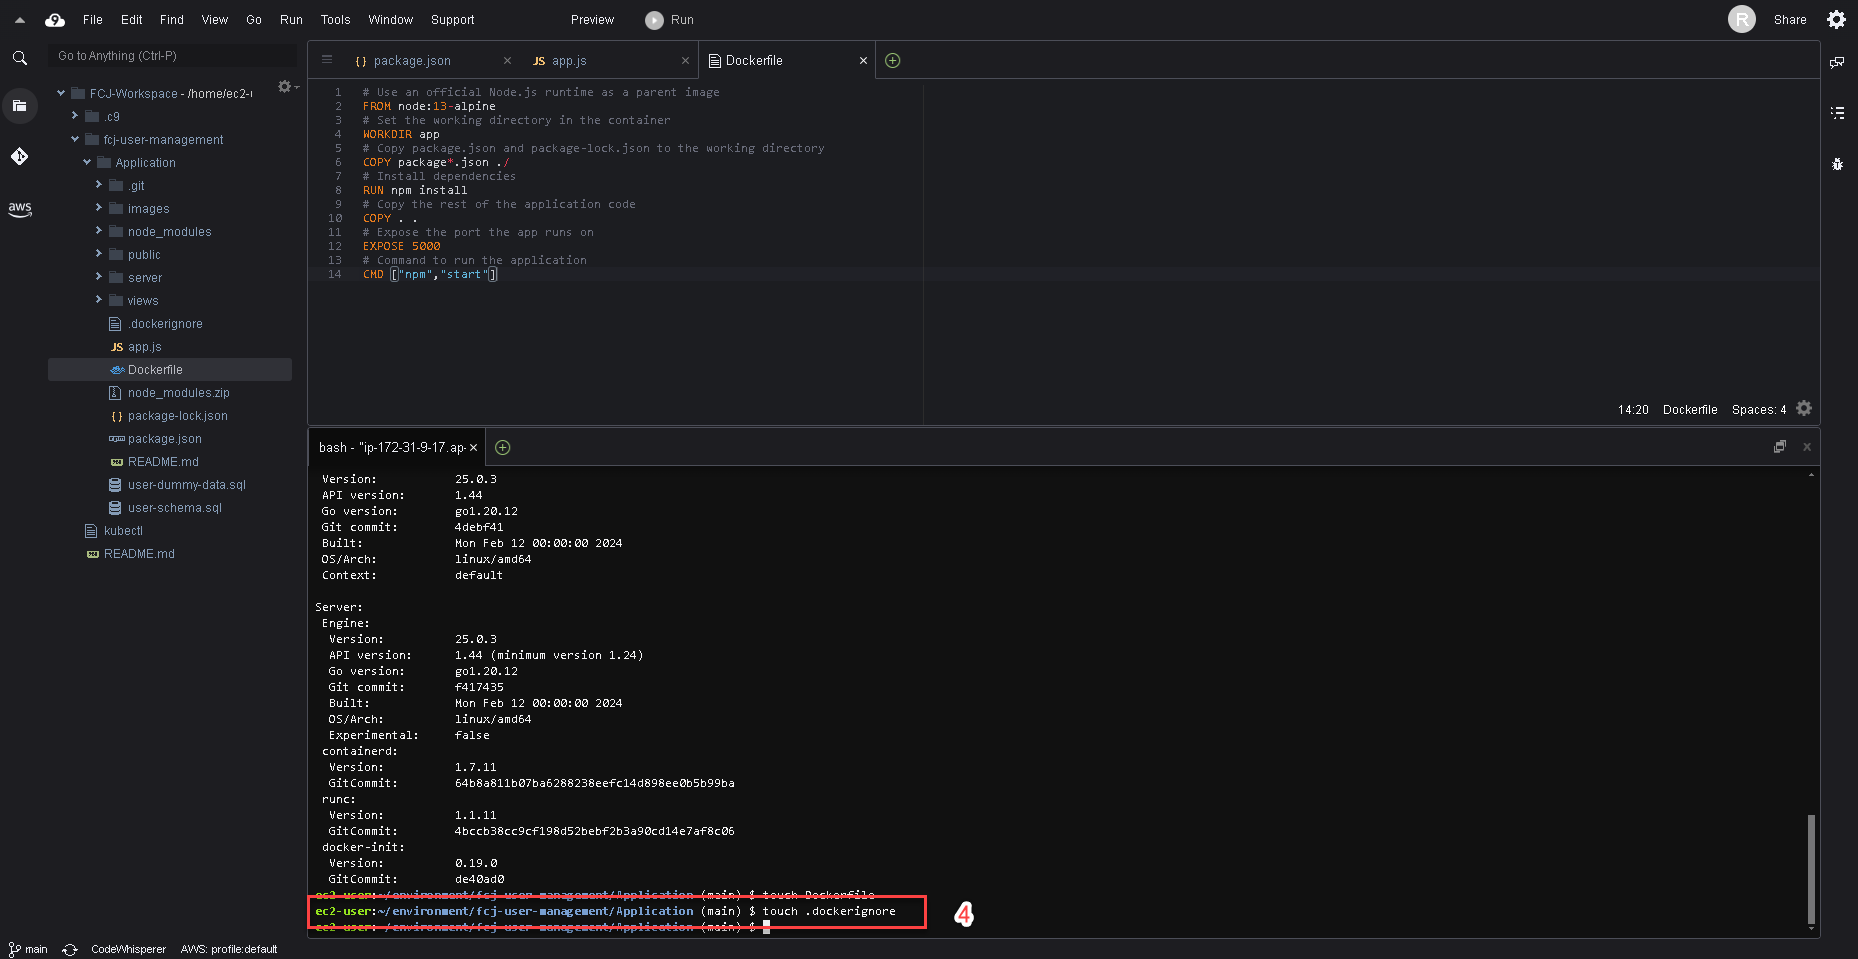 File Edit Find View Go Run Tools Window Support Preview Run R Share
Go to Anything (Ctrl-P)
aws
FCJ-Workspace - /home/ec2-u
.c9
fcj-user-management
Application
.git
images
node_modules
public
server
views
.dockerignore
JS app.js
Dockerfile
node_modules.zip
{ } package-lock.json
package.json
README.md
user-dummy-data.sql
user-schema.sql
kubectl
README.md
{ } package.json JS app.js Dockerfile
1 # Use an official Node.js runtime as a parent image
2 FROM node:13-alpine
3 # Set the working directory in the container
4 WORKDIR app
5 # Copy package.json and package-lock.json to the working directory
6 COPY package*.json ./
7 # Install dependencies
8 RUN npm install
9 # Copy the rest of the application code
10 COPY . .
11 # Expose the port the app runs on
12 EXPOSE 5000
13 # Command to run the application
14 CMD ["npm","start"]
14:20 Dockerfile Spaces: 4
bash - "ip-172-31-9-17.ap-
Version: 25.0.3
API version: 1.44
Go version: go1.20.12
Git commit: 4debf41
Built: Mon Feb 12 00:00:00 2024
OS/Arch: linux/amd64
Context: default
Server:
Engine:
Version: 25.0.3
API version: 1.44 (minimum version 1.24)
Go version: go1.20.12
Git commit: f417435
Built: Mon Feb 12 00:00:00 2024
OS/Arch: linux/amd64
Experimental: false
containerd:
Version: 1.7.11
GitCommit: 64b8a811b07ba6288238eefc14d898ee0b5b99ba
runc:
Version: 1.1.11
GitCommit: 4bccb38cc9cf198d52bebf2b3a90cd14e7af8c06
docker-init:
Version: 0.19.0
GitCommit: de40ad0
ec2-user:~/environment/fcj-user-management/Application (main) $ touch Dockerfile
ec2-user:~/environment/fcj-user-management/Application (main) $ touch .dockerignore
ec2-user:~/environment/fcj-user-management/Application (main) $
4
main CodeWhisperer AWS: profile:default